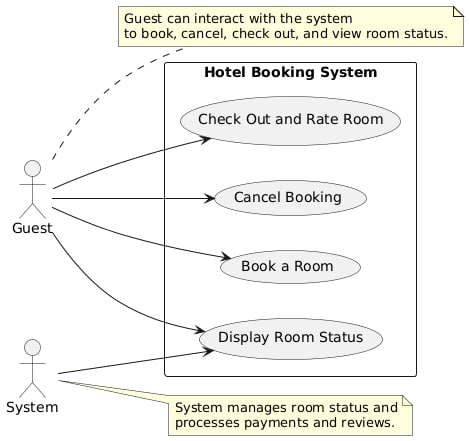 Guest can interact with the system
to book, cancel, check out, and view room status.
Hotel Booking System
Check Out and Rate Room
Cancel Booking
Guest
Book a Room
Display Room Status
System
System manages room status and
processes payments and reviews.